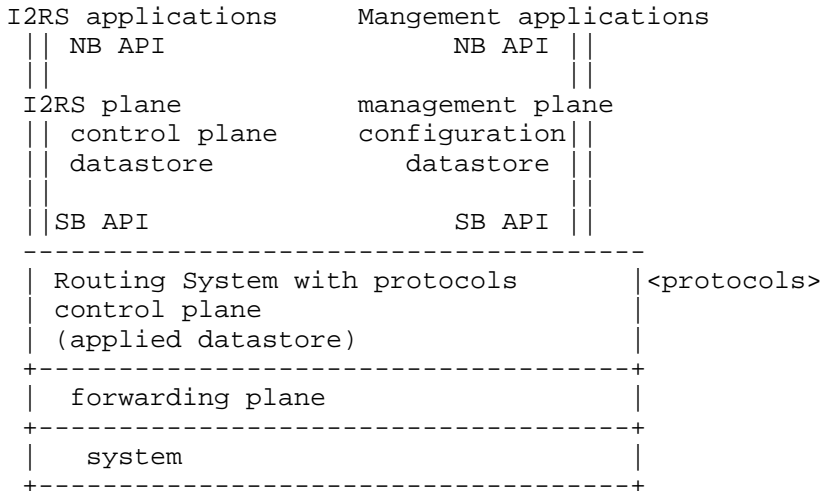 I2RS applications Mangement applications
|| NB API NB API ||
|| ||
I2RS plane management plane
|| control plane configuration||
|| datastore datastore ||
|| ||
||SB API SB API ||
---------------------------------------
| Routing System with protocols |<protocols>
| control plane |
| (applied datastore) |
+-------------------------------------+
| forwarding plane |
+-------------------------------------+
| system |
+-------------------------------------+